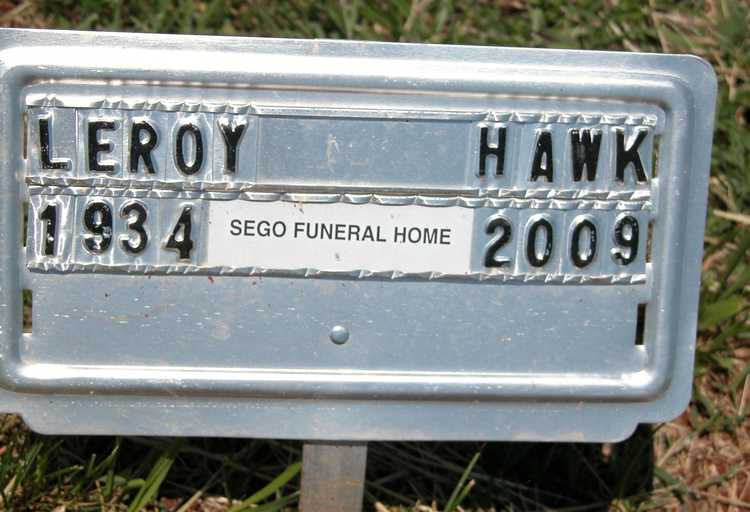 LEROY HAWK
1934 SEGO FUNERAL HOME 2009